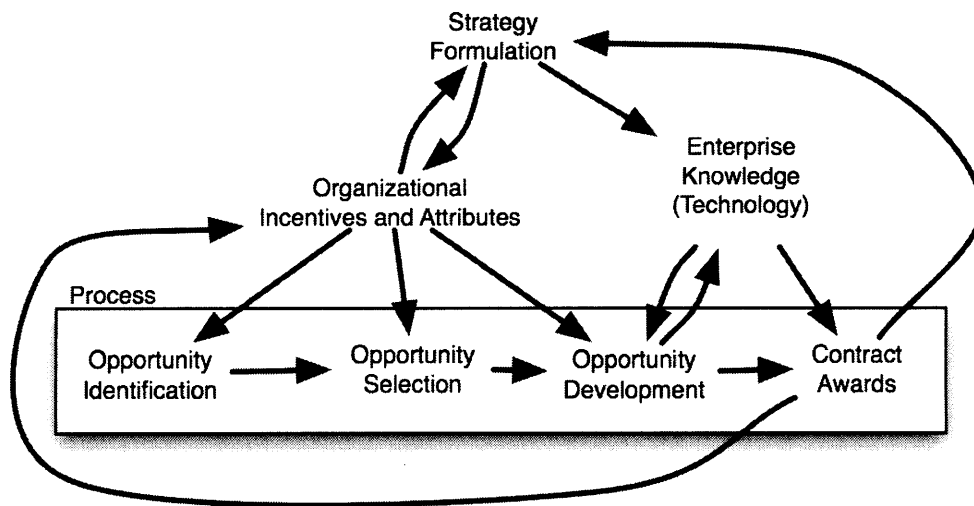 Strategy
Formulation
Enterprise
Knowledge
(Technology)
Organizational
Incentives and Attributes
Process
Opportunity
Identification
Opportunity
Selection
Opportunity
Development
Contract
Awards